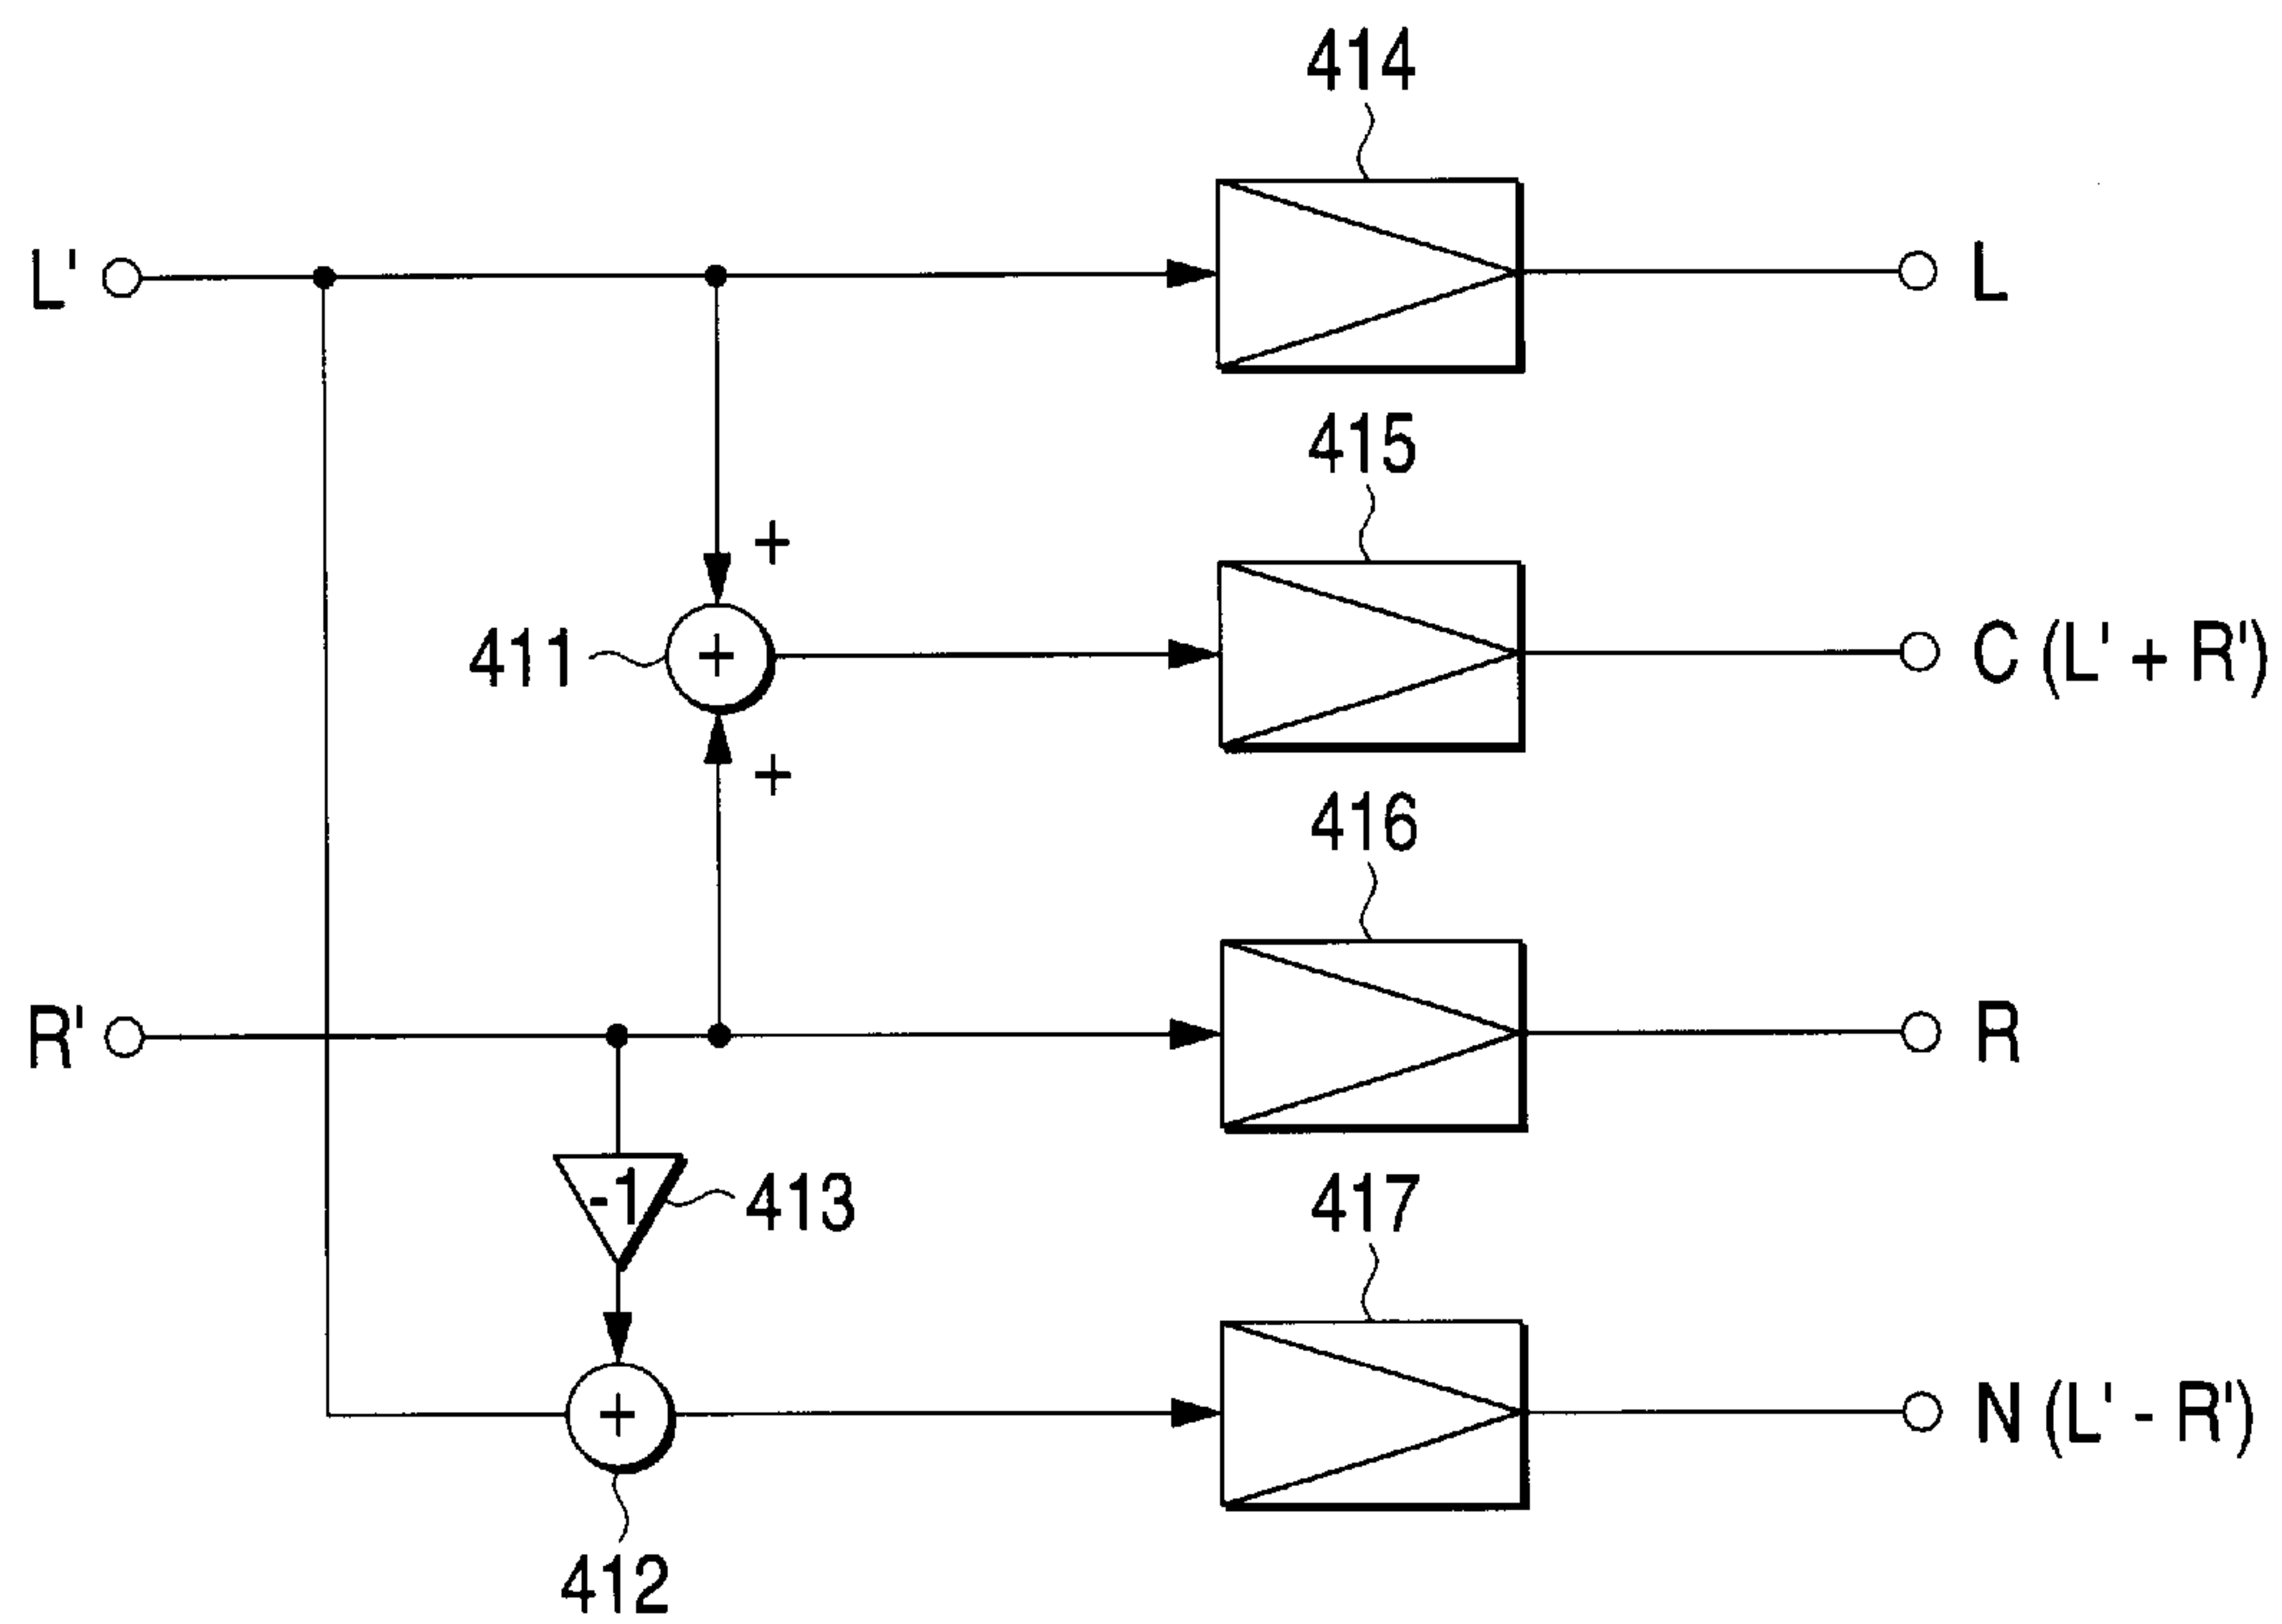 414
L'
L
415
+
411
+
C (L' + R')
+
416
R'
R
-1
413
417
+
N (L' - R')
412